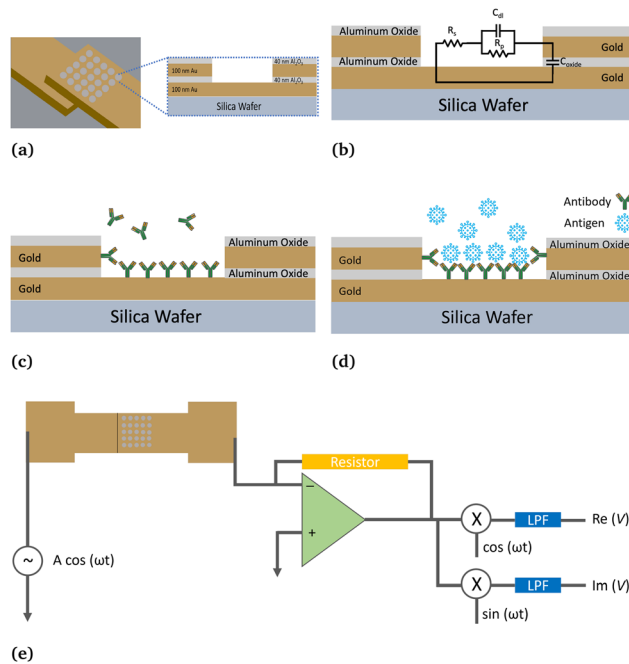 40 nm Al₂O₃
100 nm Au
40 nm Al₂O₃
100 nm Au
Silica Wafer
(a)
Aluminum Oxide
Rs
Cdl
Rp
Gold
Aluminum Oxide
Coxide
Gold
Silica Wafer
(b)
Aluminum Oxide
Gold
Aluminum Oxide
Gold
Silica Wafer
(c)
Antibody
Antigen
Aluminum Oxide
Gold
Aluminum Oxide
Gold
Silica Wafer
(d)
Resistor
−
+
~
A cos (ωt)
X
LPF
Re (V)
cos (ωt)
X
LPF
Im (V)
sin (ωt)
(e)